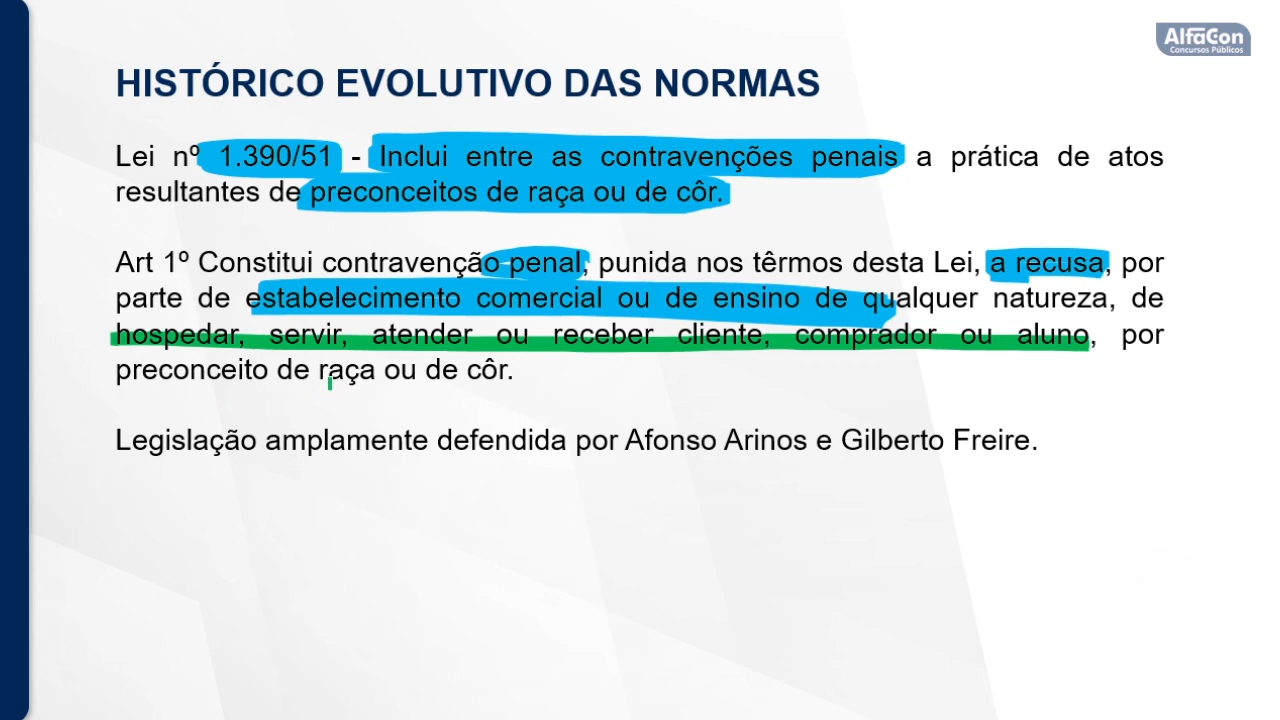 AlfaCon
Concursos Públicos
HISTÓRICO EVOLUTIVO DAS NORMAS
Lei nº 1.390/51 - Inclui entre as contravenções penais a prática de atos
resultantes de preconceitos de raça ou de côr.
Art 1º Constitui contravenção penal, punida nos têrmos desta Lei, a recusa, por
parte de estabelecimento comercial ou de ensino de qualquer natureza, de
hospedar, servir, atender ou receber cliente, comprador ou aluno, por
preconceito de raça ou de côr.
Legislação amplamente defendida por Afonso Arinos e Gilberto Freire.